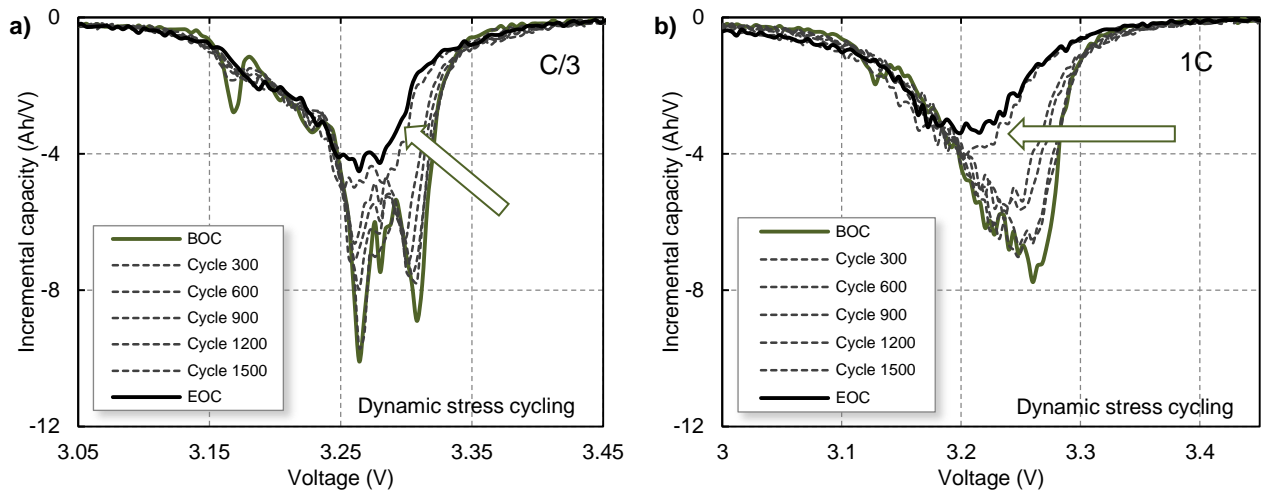 a)
Incremental capacity (Ah/V)
0
-4
-8
-12
C/3
BOC
Cycle 300
Cycle 600
Cycle 900
Cycle 1200
Cycle 1500
EOC
Dynamic stress cycling
3.05 3.15 3.25 3.35 3.45
Voltage (V)
b)
Incremental capacity (Ah/V)
0
-4
-8
-12
1C
BOC
Cycle 300
Cycle 600
Cycle 900
Cycle 1200
Cycle 1500
EOC
Dynamic stress cycling
3 3.1 3.2 3.3 3.4
Voltage (V)